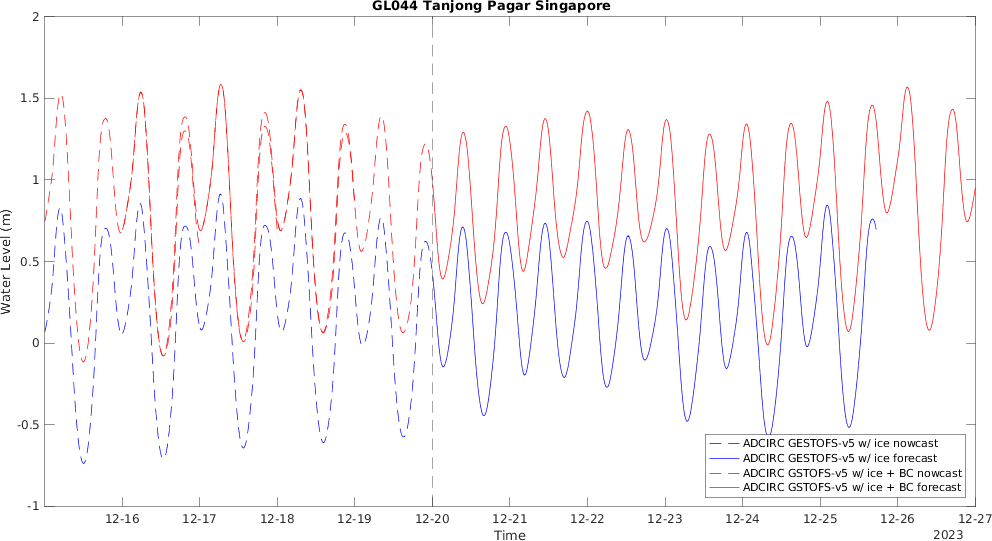 GL044 Tanjong Pagar Singapore
2
1.5
1
0.5
0
-0.5
-1
Water Level (m)
ADCIRC GESTOFS-v5 w/ ice nowcast
ADCIRC GESTOFS-v5 w/ ice forecast
ADCIRC GSTOFS-v5 w/ ice + BC nowcast
ADCIRC GSTOFS-v5 w/ ice + BC forecast
12-16 12-17 12-18 12-19 12-20 12-21 12-22 12-23 12-24 12-25 12-26 12-27
Time
2023